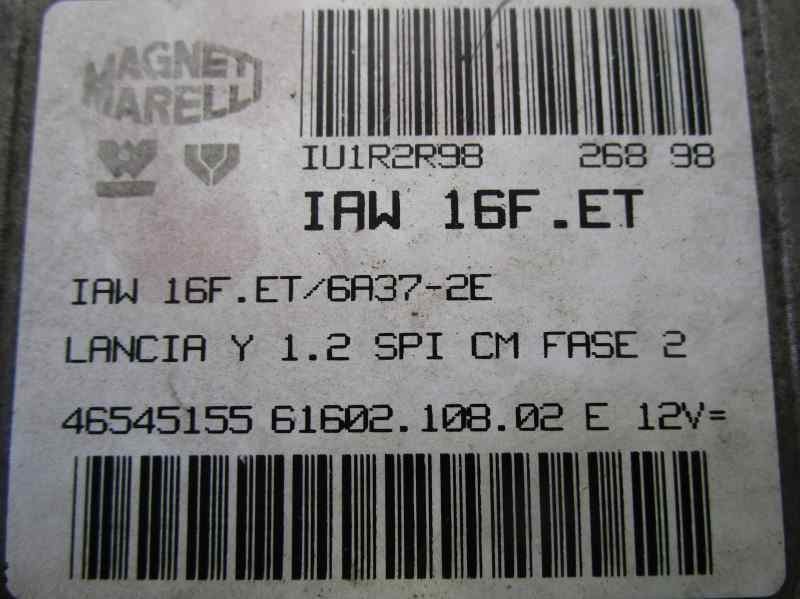 MAGNETI
MARELLI
IU1R2R98 268 98
IAW 16F.ET
IAW 16F.ET/6A37-2E
LANCIA Y 1.2 SPI CM FASE 2
46545155 61602.108.02 E 12V=